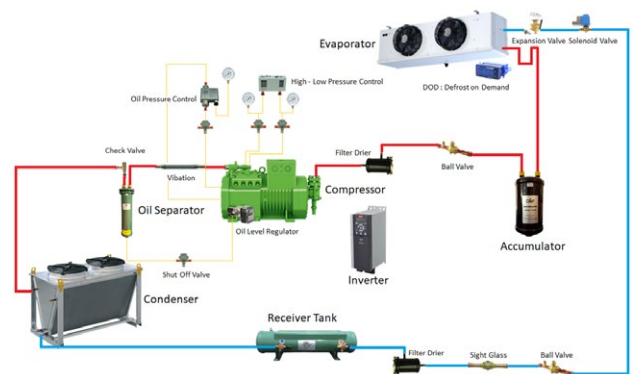 Evaporator
Expansion Valve
Solenoid Valve
DOD : Defrost on Demand
Oil Pressure Control
High - Low Pressure Control
Check Valve
Vibation
Oil Separator
Compressor
Filter Drier
Ball Valve
Oil Level Regulator
Accumulator
Inverter
Shut Off Valve
Condenser
Receiver Tank
Filter Drier
Sight Glass
Ball Valve